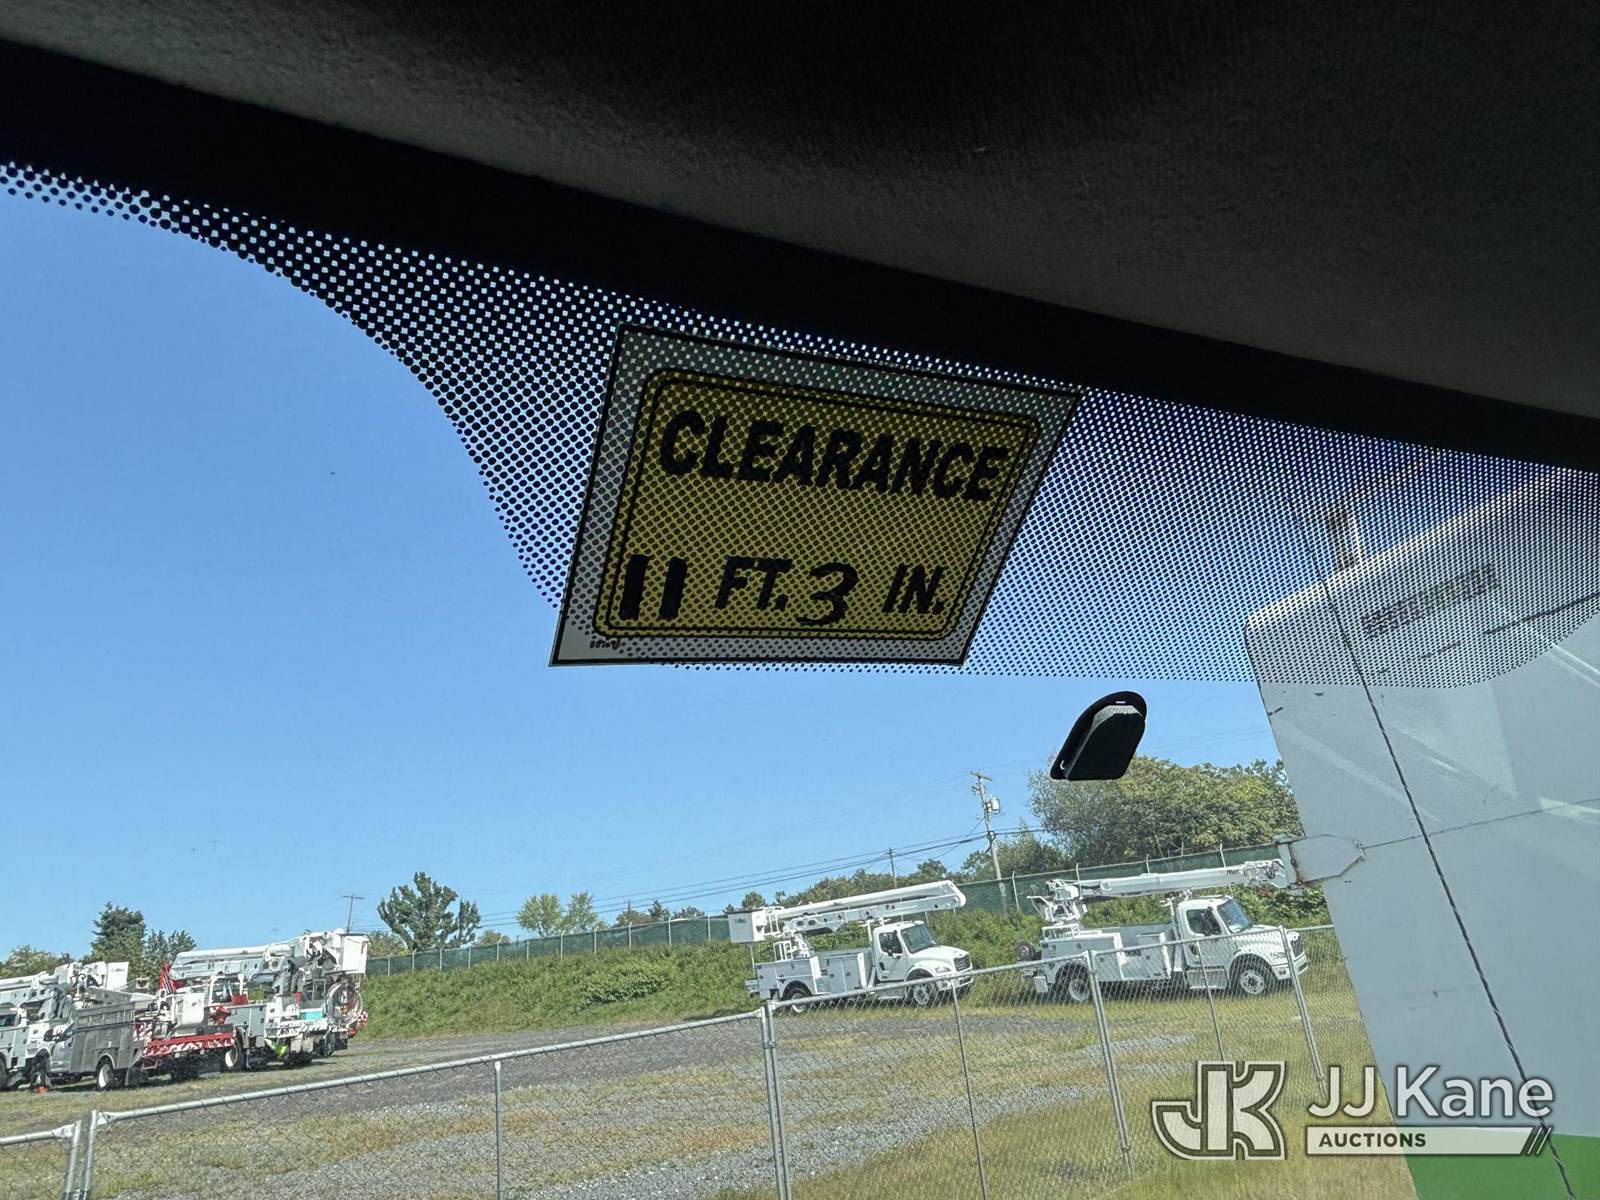 CLEARANCE
11 FT. 3 IN.
JK JJ Kane
AUCTIONS